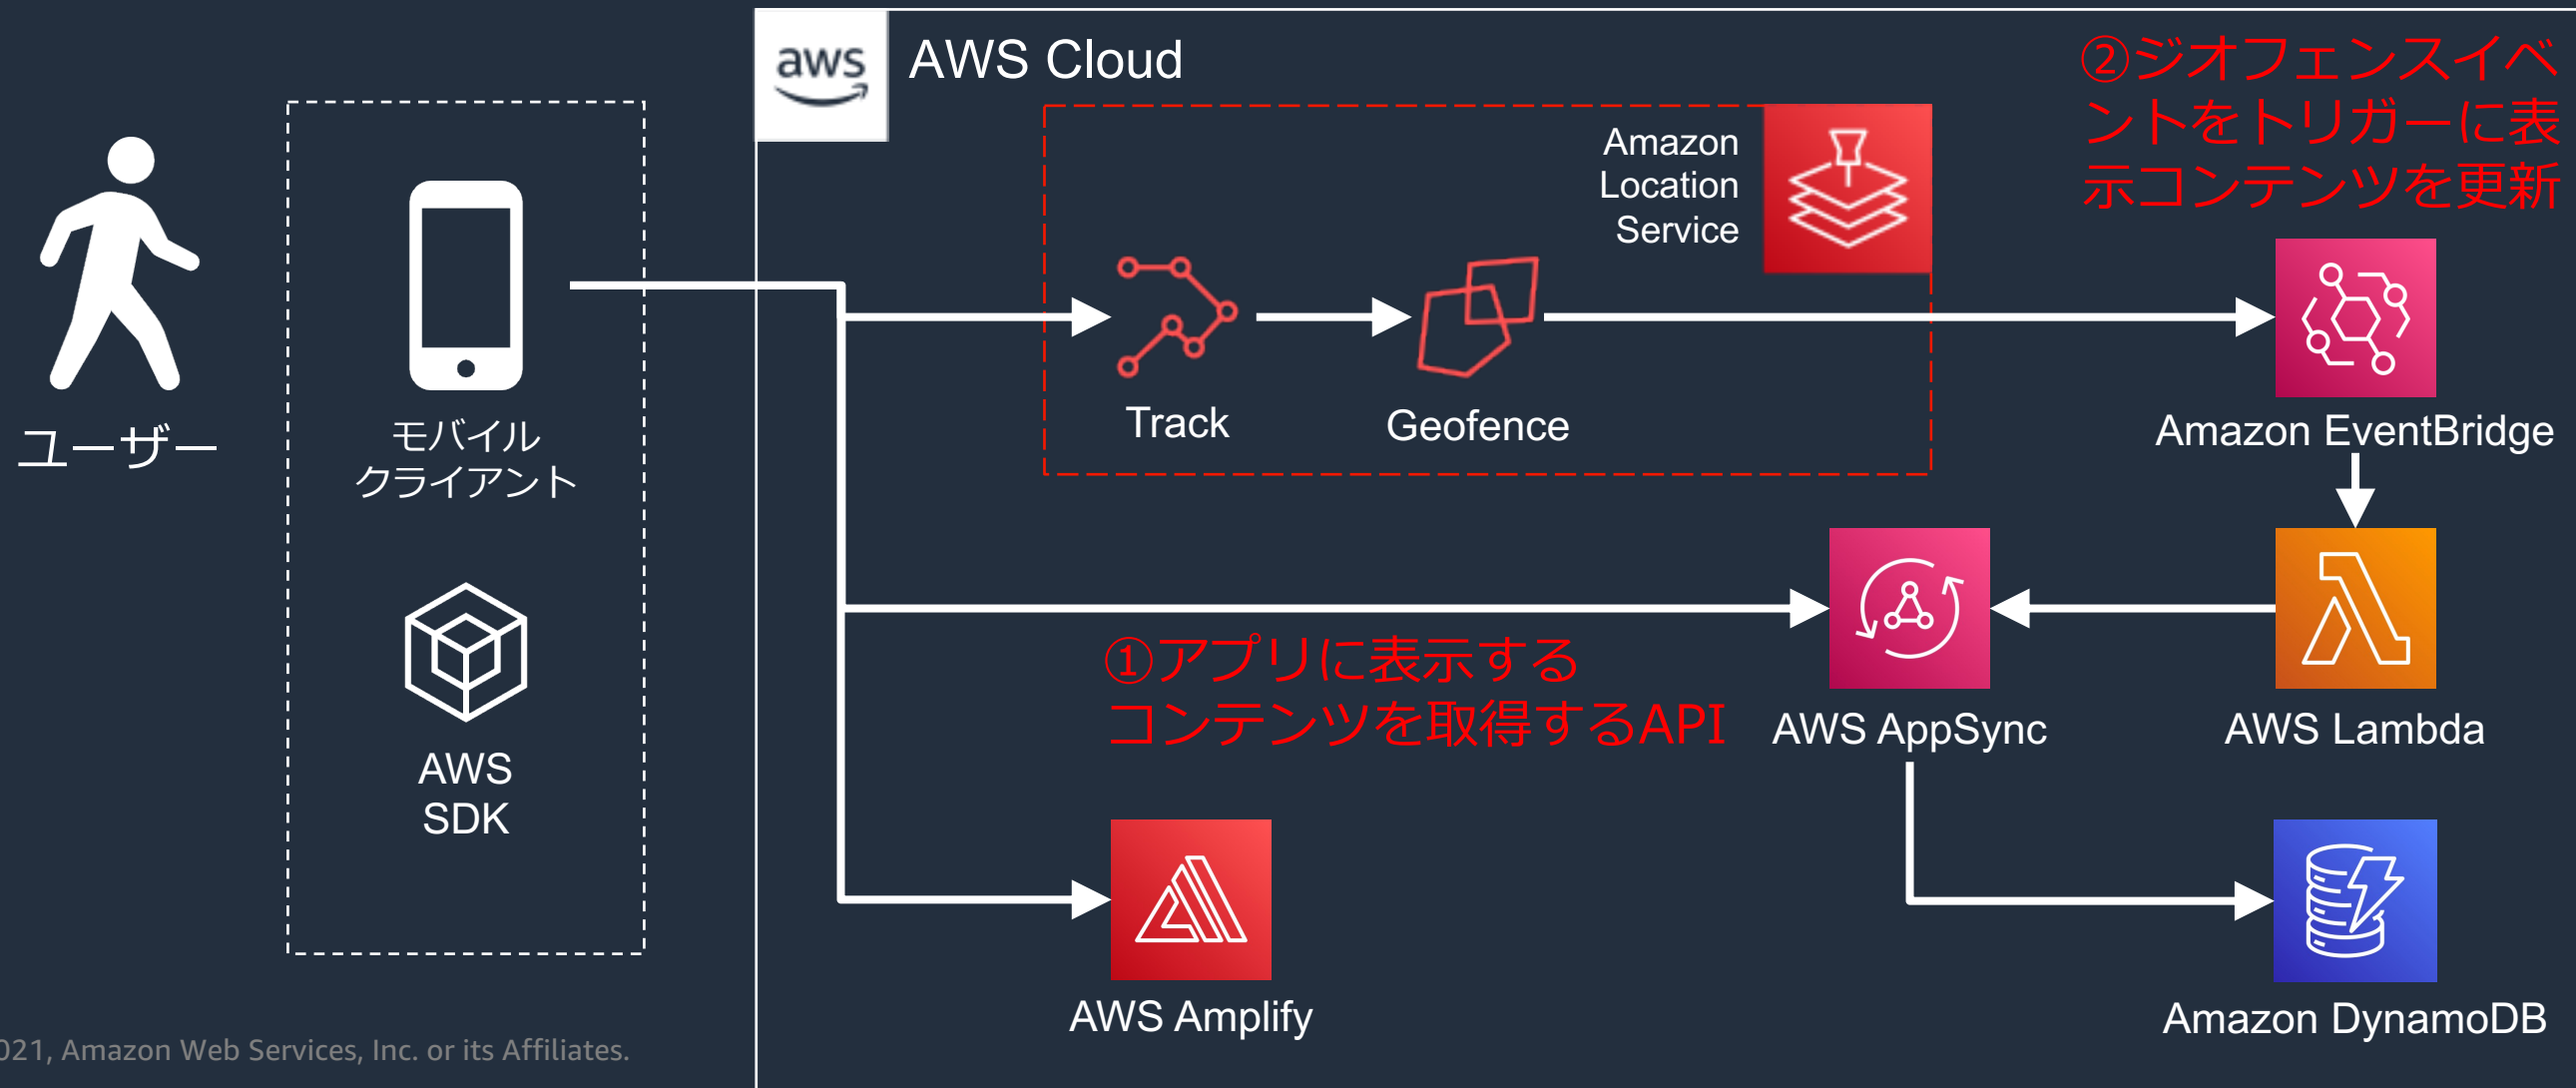 aws
AWS Cloud
②ジオフェンスイベ
ントをトリガーに表
示コンテンツを更新
Amazon
Location
Service
ユーザー
モバイル
クライアント
Track
Geofence
Amazon EventBridge
①アプリに表示する
コンテンツを取得するAPI
AWS AppSync
AWS Lambda
AWS
SDK
AWS Amplify
Amazon DynamoDB
021, Amazon Web Services, Inc. or its Affiliates.